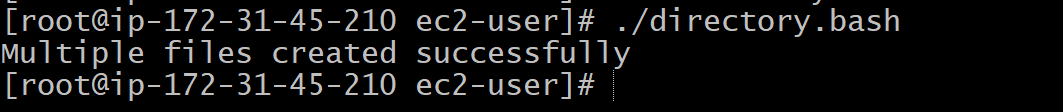 [root@ip-172-31-45-210 ec2-user]# ./directory.bash
Multiple files created successfully
[root@ip-172-31-45-210 ec2-user]#